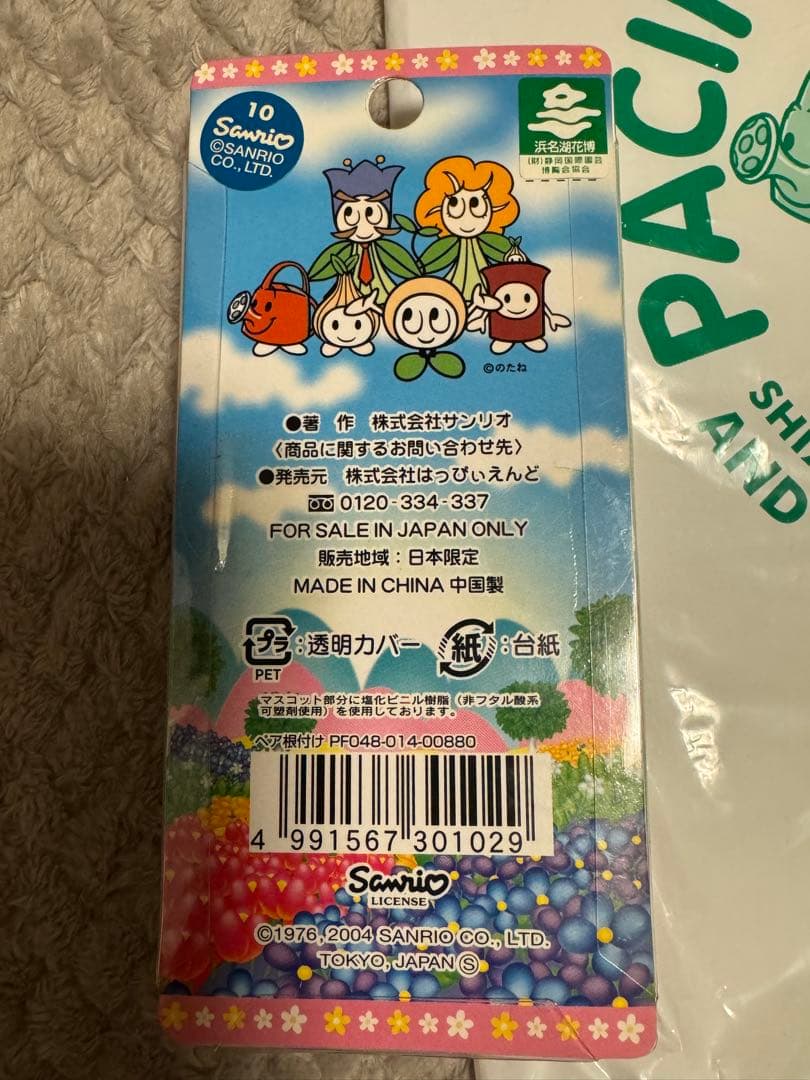 10
Sanrio
©SANRIO
CO., LTD.
浜名湖花博
(財)静岡国際園芸
博覧会協会
©のたね
●著 作 株式会社サンリオ
〈商品に関するお問い合わせ先〉
●発売元 株式会社はっぴぃえんど
0120-334-337
FOR SALE IN JAPAN ONLY
販売地域：日本限定
MADE IN CHINA 中国製
プラ:透明カバー 紙:台紙
PET
マスコット部分に塩化ビニル樹脂（非フタル酸系
可塑剤使用）を使用しております。
ペア根付け PF048-014-00880
4 991567 301029
Sanrio
LICENSE
©1976, 2004 SANRIO CO., LTD.
TOKYO, JAPAN Ⓢ
PACI
SHI
AND